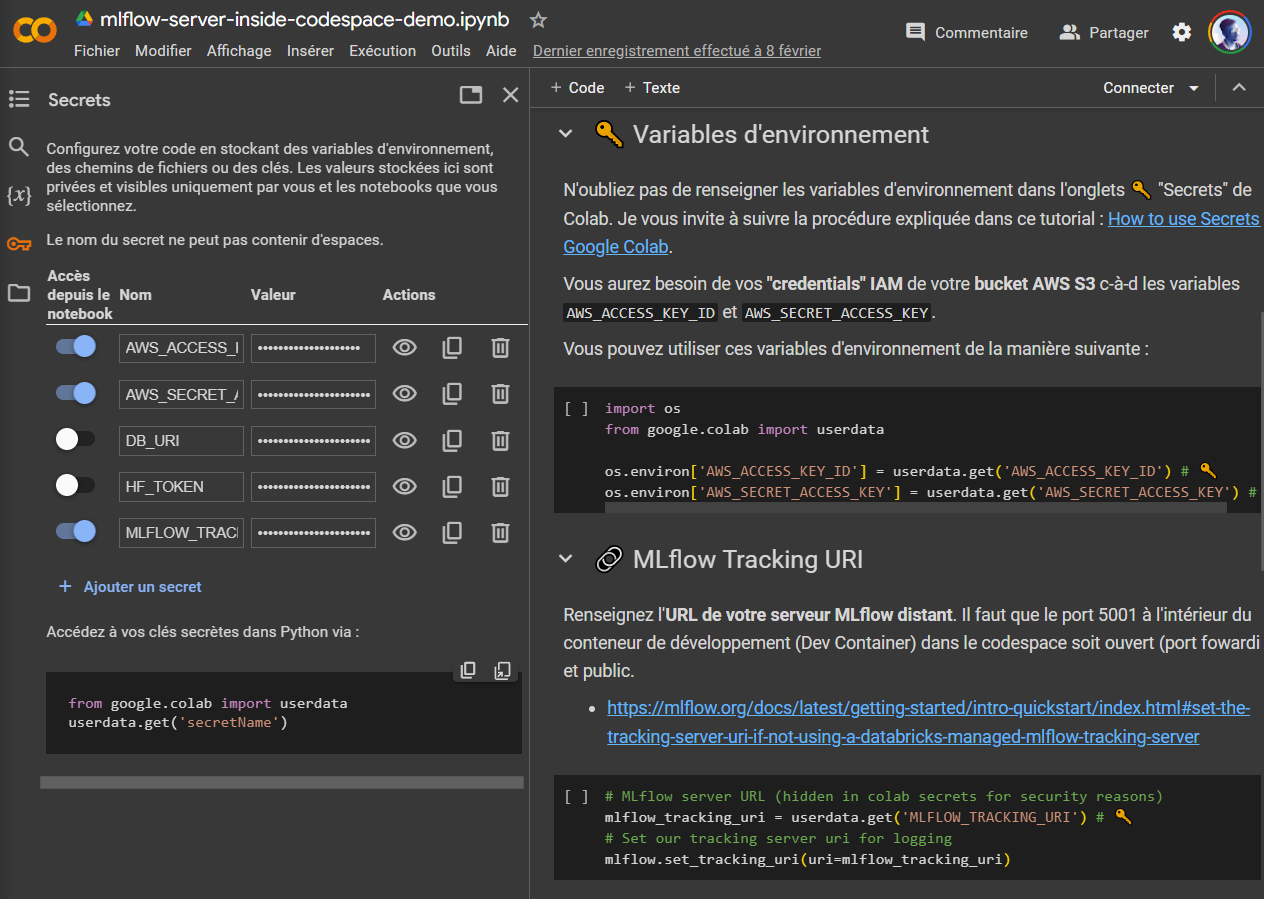 mlflow-server-inside-codespace-demo.ipynb
Fichier Modifier Affichage Insérer Exécution Outils Aide Dernier enregistrement effectué à 8 février
Commentaire
Partager
Secrets
Configurez votre code en stockant des variables d'environnement,
des chemins de fichiers ou des clés. Les valeurs stockées ici sont
privées et visibles uniquement par vous et les notebooks que vous
sélectionnez.
Le nom du secret ne peut pas contenir d'espaces.
Accès
depuis le Nom Valeur Actions
notebook
AWS_ACCESS_I ••••••••••••••••••••
AWS_SECRET_A ••••••••••••••••••••••
DB_URI ••••••••••••••••••••••
HF_TOKEN ••••••••••••••••••••••
MLFLOW_TRAC ••••••••••••••••••••••
+ Ajouter un secret
Accédez à vos clés secrètes dans Python via :
from google.colab import userdata
userdata.get('secretName')
+ Code + Texte
Connecter
🔑 Variables d'environnement
N'oubliez pas de renseigner les variables d'environnement dans l'onglets 🔑 "Secrets" de
Colab. Je vous invite à suivre la procédure expliquée dans ce tutorial : How to use Secrets
Google Colab.
Vous aurez besoin de vos "credentials" IAM de votre bucket AWS S3 c-à-d les variables
AWS_ACCESS_KEY_ID et AWS_SECRET_ACCESS_KEY.
Vous pouvez utiliser ces variables d'environnement de la manière suivante :
[ ] import os
from google.colab import userdata
os.environ['AWS_ACCESS_KEY_ID'] = userdata.get('AWS_ACCESS_KEY_ID') # 🔑
os.environ['AWS_SECRET_ACCESS_KEY'] = userdata.get('AWS_SECRET_ACCESS_KEY') #
🔗 MLflow Tracking URI
Renseignez l'URL de votre serveur MLflow distant. Il faut que le port 5001 à l'intérieur du
conteneur de développement (Dev Container) dans le codespace soit ouvert (port fowardi
et public.
• https://mlflow.org/docs/latest/getting-started/intro-quickstart/index.html#set-the-
tracking-server-uri-if-not-using-a-databricks-managed-mlflow-tracking-server
[ ] # MLflow server URL (hidden in colab secrets for security reasons)
mlflow_tracking_uri = userdata.get('MLFLOW_TRACKING_URI') # 🔑
# Set our tracking server uri for logging
mlflow.set_tracking_uri(uri=mlflow_tracking_uri)